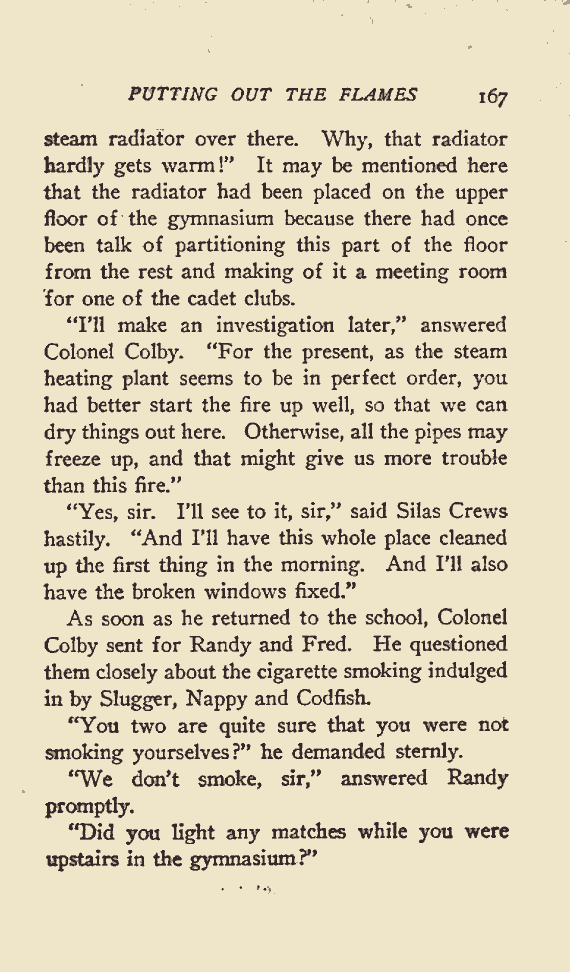 PUTTING OUT THE FLAMES 167
steam radiator over there. Why, that radiator
hardly gets warm!" It may be mentioned here
that the radiator had been placed on the upper
floor of the gymnasium because there had once
been talk of partitioning this part of the floor
from the rest and making of it a meeting room
for one of the cadet clubs.
"I'll make an investigation later," answered
Colonel Colby. "For the present, as the steam
heating plant seems to be in perfect order, you
had better start the fire up well, so that we can
dry things out here. Otherwise, all the pipes may
freeze up, and that might give us more trouble
than this fire."
"Yes, sir. I'll see to it, sir," said Silas Crews
hastily. "And I'll have this whole place cleaned
up the first thing in the morning. And I'll also
have the broken windows fixed."
As soon as he returned to the school, Colonel
Colby sent for Randy and Fred. He questioned
them closely about the cigarette smoking indulged
in by Slugger, Nappy and Codfish.
"You two are quite sure that you were not
smoking yourselves?" he demanded sternly.
"We don't smoke, sir," answered Randy
promptly.
"Did you light any matches while you were
upstairs in the gymnasium?"